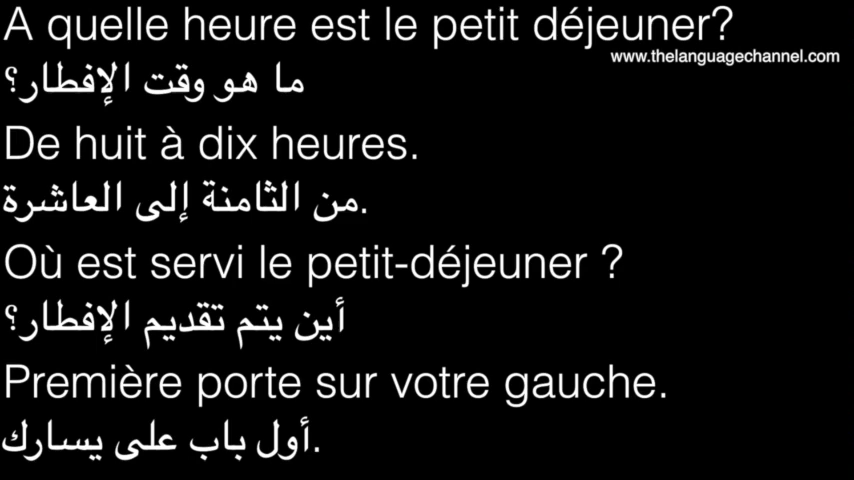 A quelle heure est le petit déjeuner?
www.thelanguagechannel.com
ما هو وقت الإفطار؟
De huit à dix heures.
من الثامنة إلى العاشرة.
Où est servi le petit-déjeuner ?
أين يتم تقديم الإفطار؟
Première porte sur votre gauche.
أول باب على يسارك.